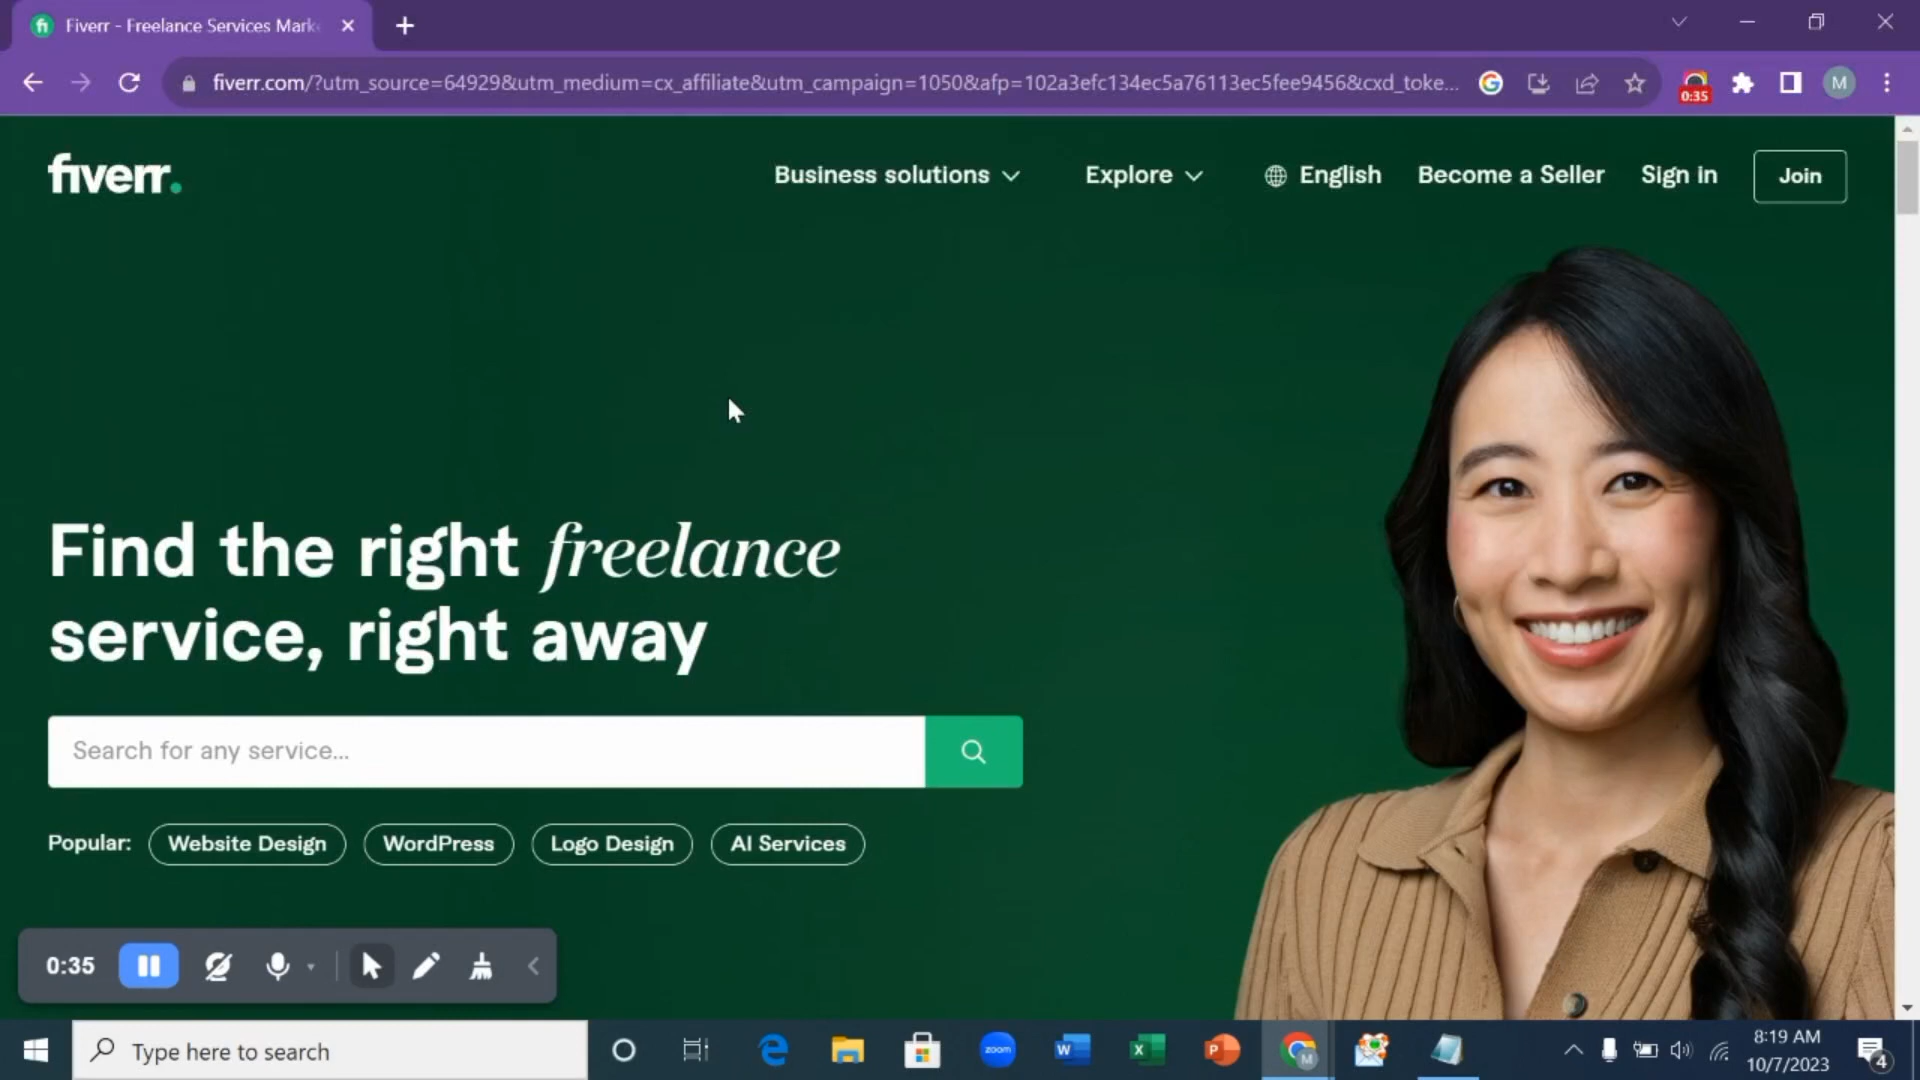 Fiverr - Freelance Services Mark
fiverr.com/?utm_source=64929&utm_medium=cx_affiliate&utm_campaign=1050&afp=102a3efc134ec5a76113ec5fee9456&cxd_toke...
0:35
M
fiverr.
Business solutions
Explore
English
Become a Seller
Sign in
Join
Find the right freelance
service, right away
Search for any service...
Popular:
Website Design
WordPress
Logo Design
AI Services
0:35
Type here to search
zoom
W
X
P
M
8:19 AM
10/7/2023
4